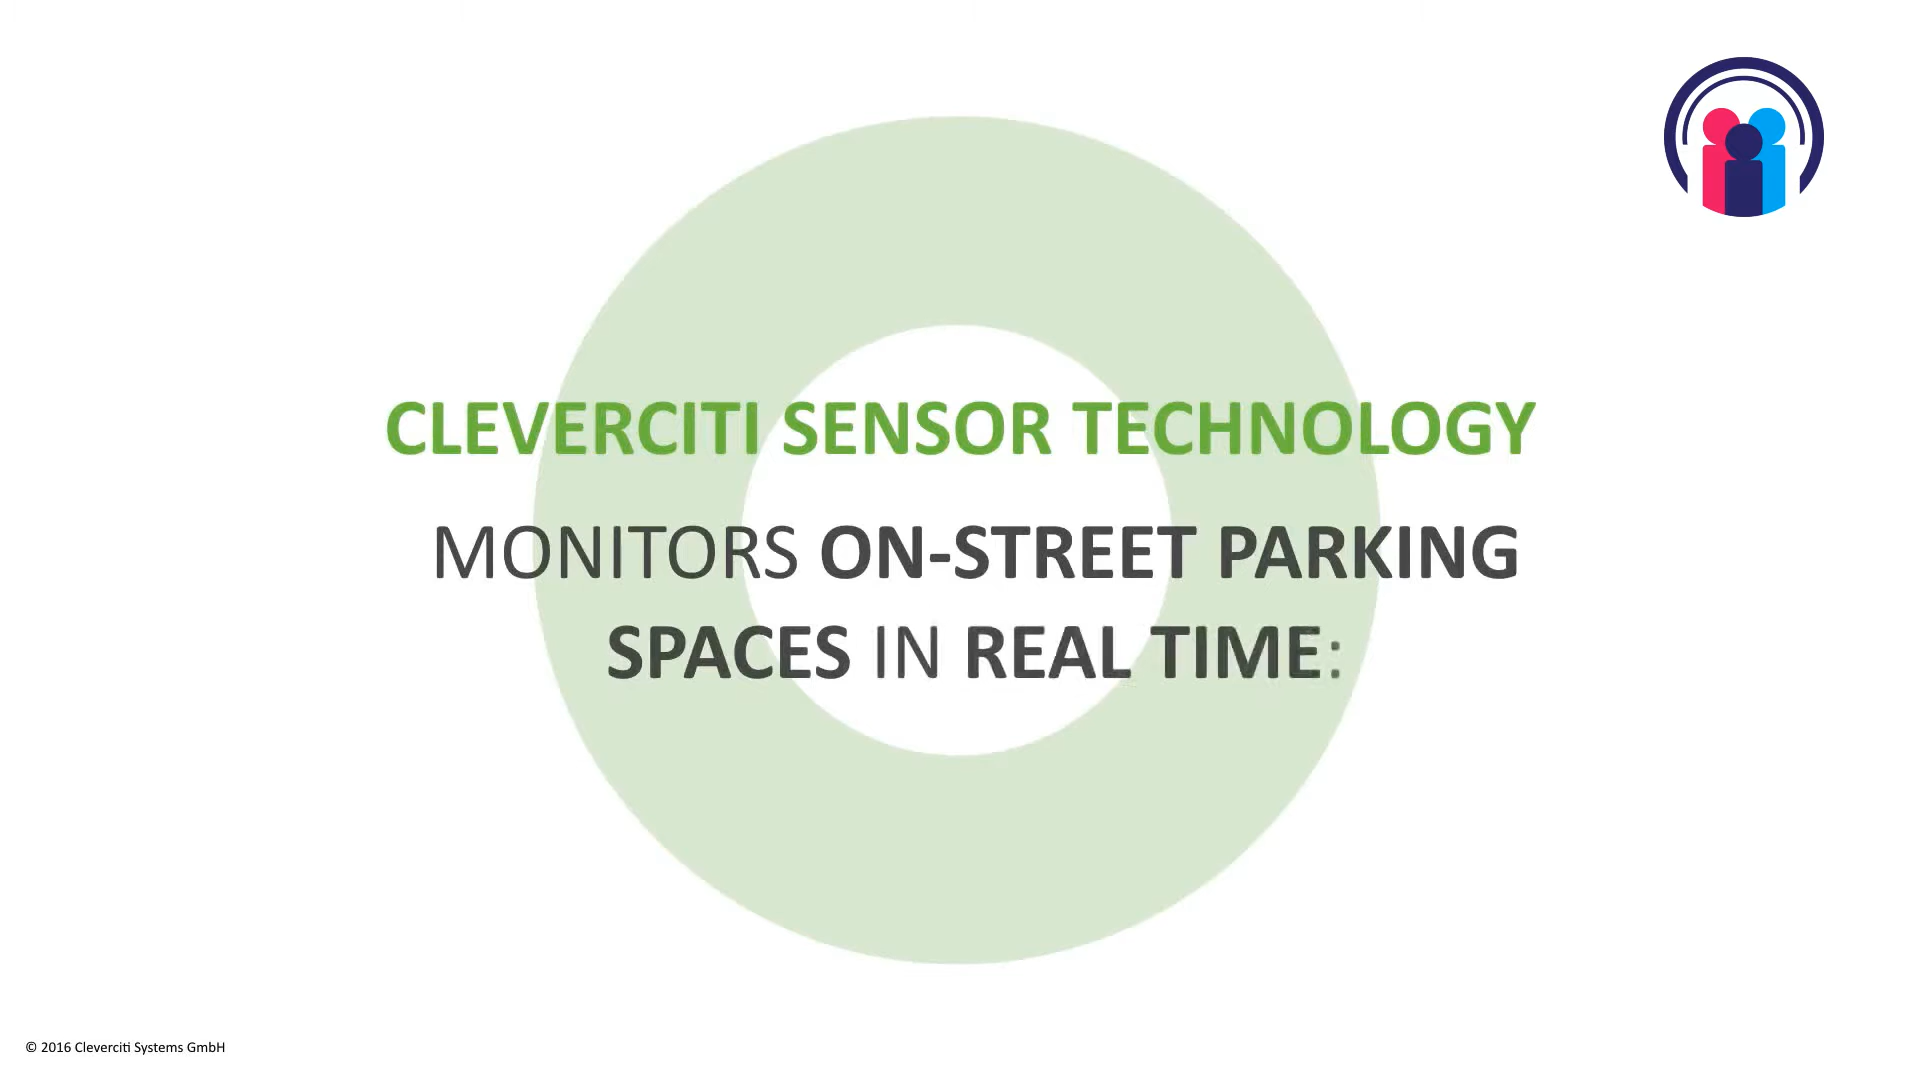 CLEVERCITI SENSOR TECHNOLOGY
MONITORS ON-STREET PARKING
SPACES IN REAL TIME:
© 2016 Cleverciti Systems GmbH